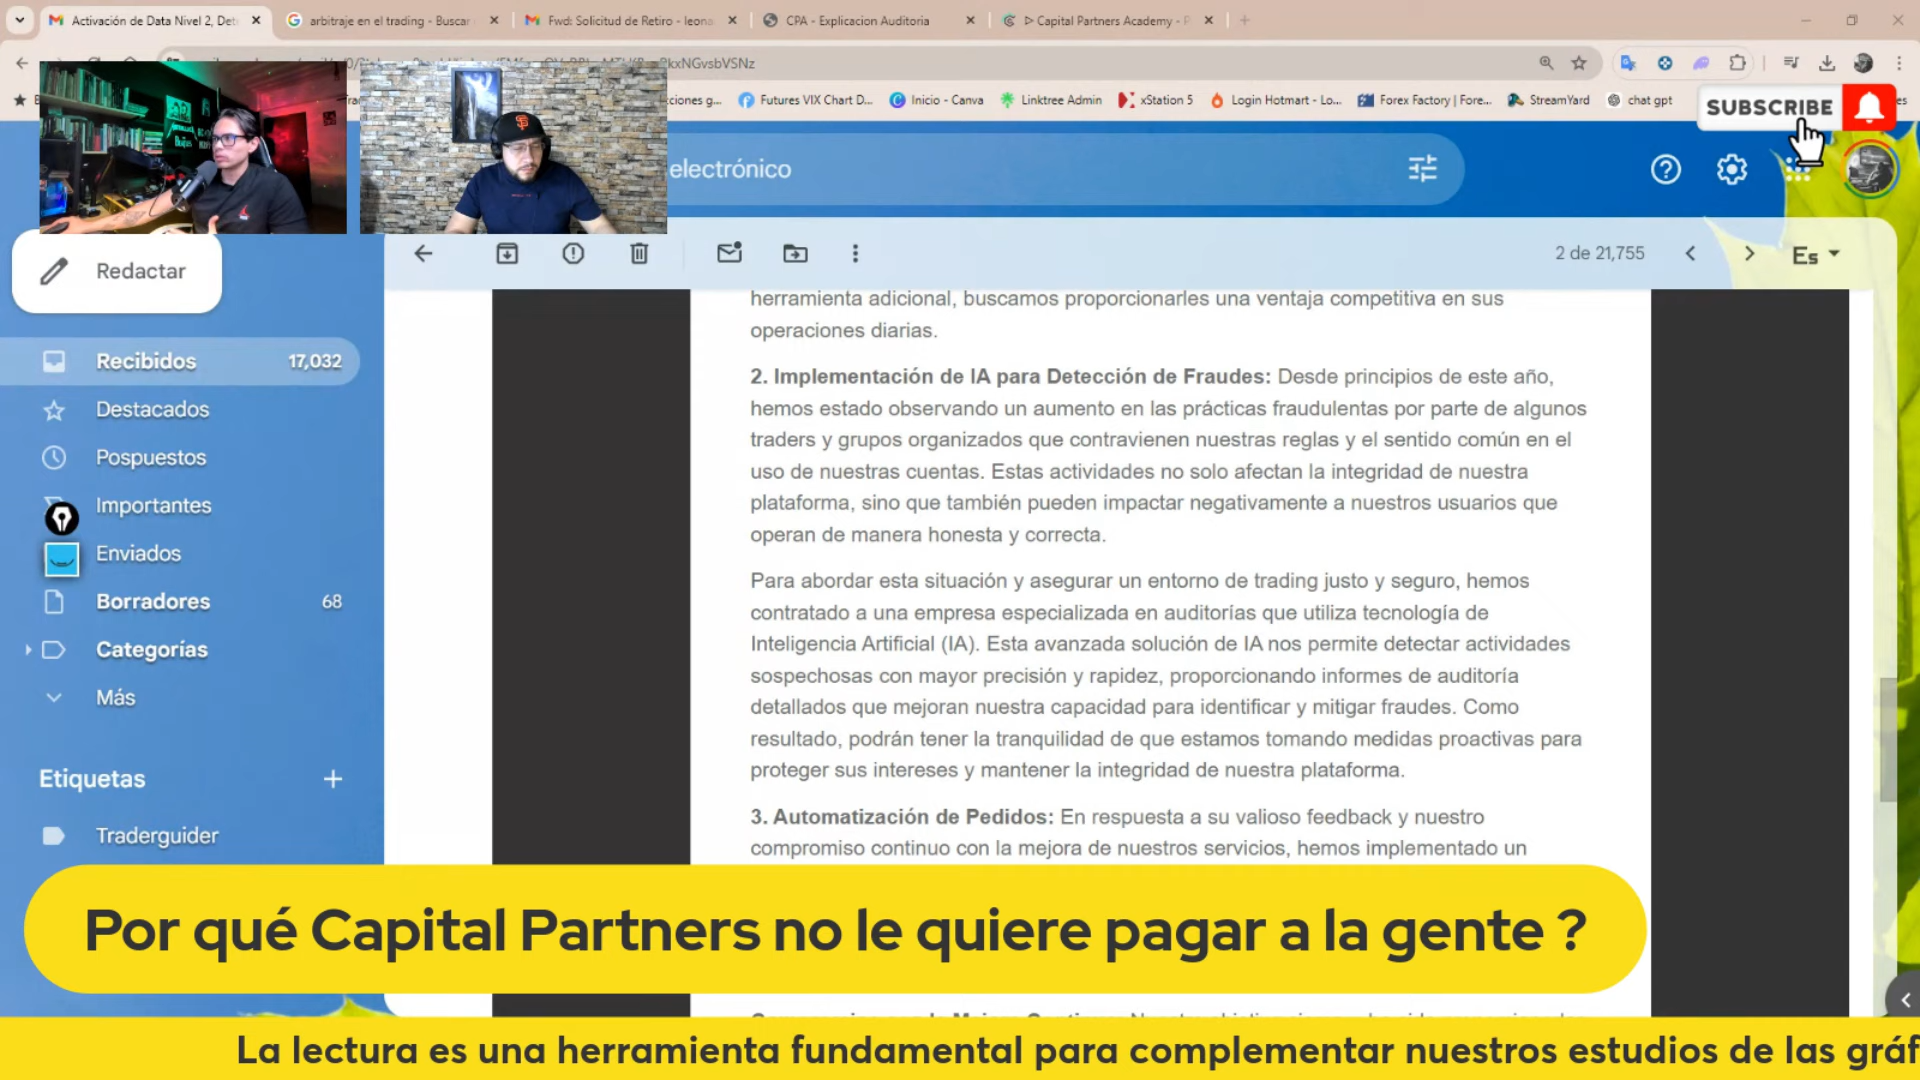 Activación de Data Nivel 2, Det
arbitraje en el trading - Buscar
Fwd: Solicitud de Retiro - leona
CPA - Explicacion Auditoria
▷ Capital Partners Academy - P
kxNGvsbVSNz
ciones g...
Futures VIX Chart D...
Inicio - Canva
Linktree Admin
xStation 5
Login Hotmart - Lo...
Forex Factory | Fore...
StreamYard
chat gpt
SUBSCRIBE
electrónico
Redactar
2 de 21,755
Es
Recibidos 17,032
Destacados
Pospuestos
Importantes
Enviados
Borradores 68
Categorías
Más
Etiquetas
Traderguider
herramienta adicional, buscamos proporcionarles una ventaja competitiva en sus
operaciones diarias.
2. Implementación de IA para Detección de Fraudes: Desde principios de este año,
hemos estado observando un aumento en las prácticas fraudulentas por parte de algunos
traders y grupos organizados que contravienen nuestras reglas y el sentido común en el
uso de nuestras cuentas. Estas actividades no solo afectan la integridad de nuestra
plataforma, sino que también pueden impactar negativamente a nuestros usuarios que
operan de manera honesta y correcta.
Para abordar esta situación y asegurar un entorno de trading justo y seguro, hemos
contratado a una empresa especializada en auditorías que utiliza tecnología de
Inteligencia Artificial (IA). Esta avanzada solución de IA nos permite detectar actividades
sospechosas con mayor precisión y rapidez, proporcionando informes de auditoría
detallados que mejoran nuestra capacidad para identificar y mitigar fraudes. Como
resultado, podrán tener la tranquilidad de que estamos tomando medidas proactivas para
proteger sus intereses y mantener la integridad de nuestra plataforma.
3. Automatización de Pedidos: En respuesta a su valioso feedback y nuestro
compromiso continuo con la mejora de nuestros servicios, hemos implementado un
Por qué Capital Partners no le quiere pagar a la gente ?
La lectura es una herramienta fundamental para complementar nuestros estudios de las gráf